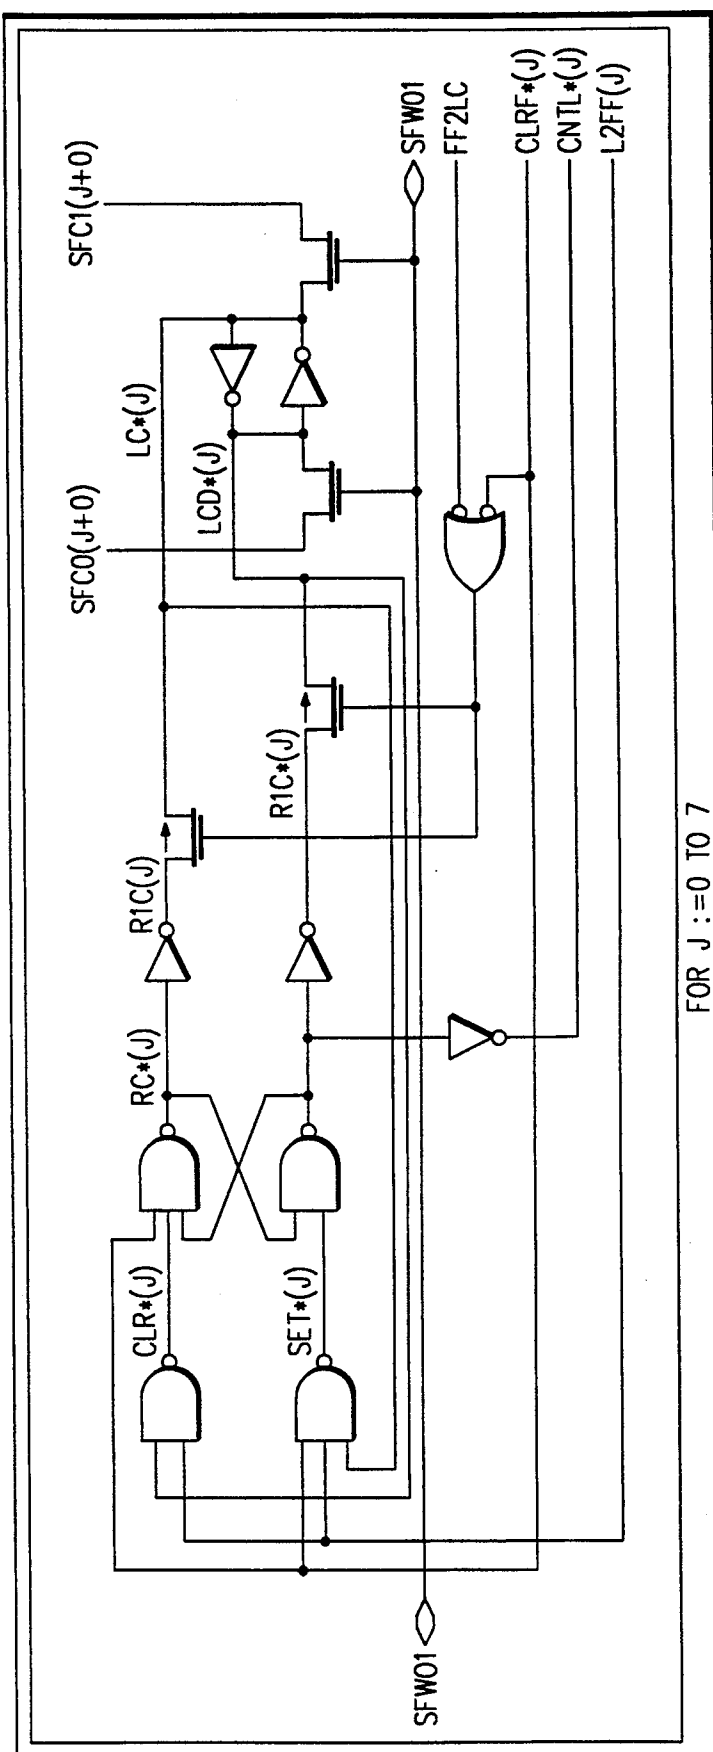 SFC1(J+0)
SFC0(J+0)
LC*(J)
LCD*(J)
R1C(J)
R1C*(J)
RC*(J)
CLR*(J)
SET*(J)
SFW01
FF2LC
CLRF*(J)
CNTL*(J)
L2FF(J)
SFW01
FOR J :=0 TO 7